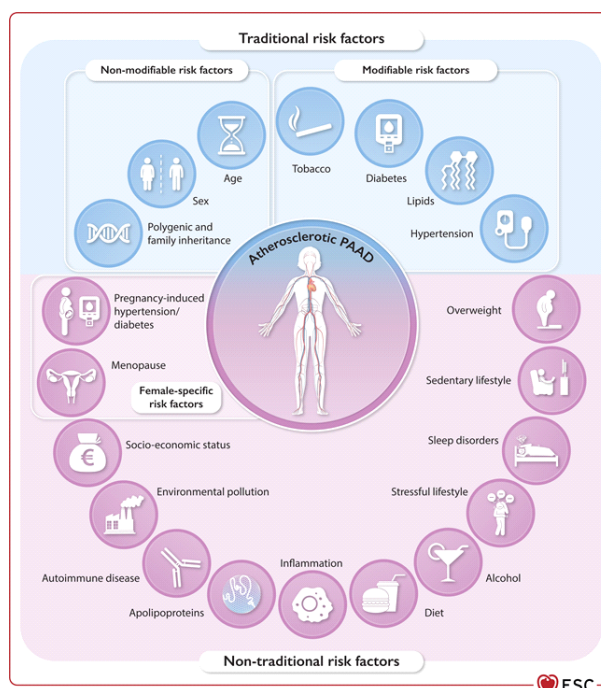 Traditional risk factors
Non-modifiable risk factors
Modifiable risk factors
Age
Sex
Polygenic and
family inheritance
Tobacco
Diabetes
Lipids
Hypertension
Atherosclerotic PAAD
Pregnancy-induced
hypertension/
diabetes
Menopause
Female-specific
risk factors
Overweight
Sedentary lifestyle
Sleep disorders
Stressful lifestyle
Alcohol
Diet
Inflammation
Apolipoproteins
Autoimmune disease
Environmental pollution
Socio-economic status
€
Non-traditional risk factors
ESC